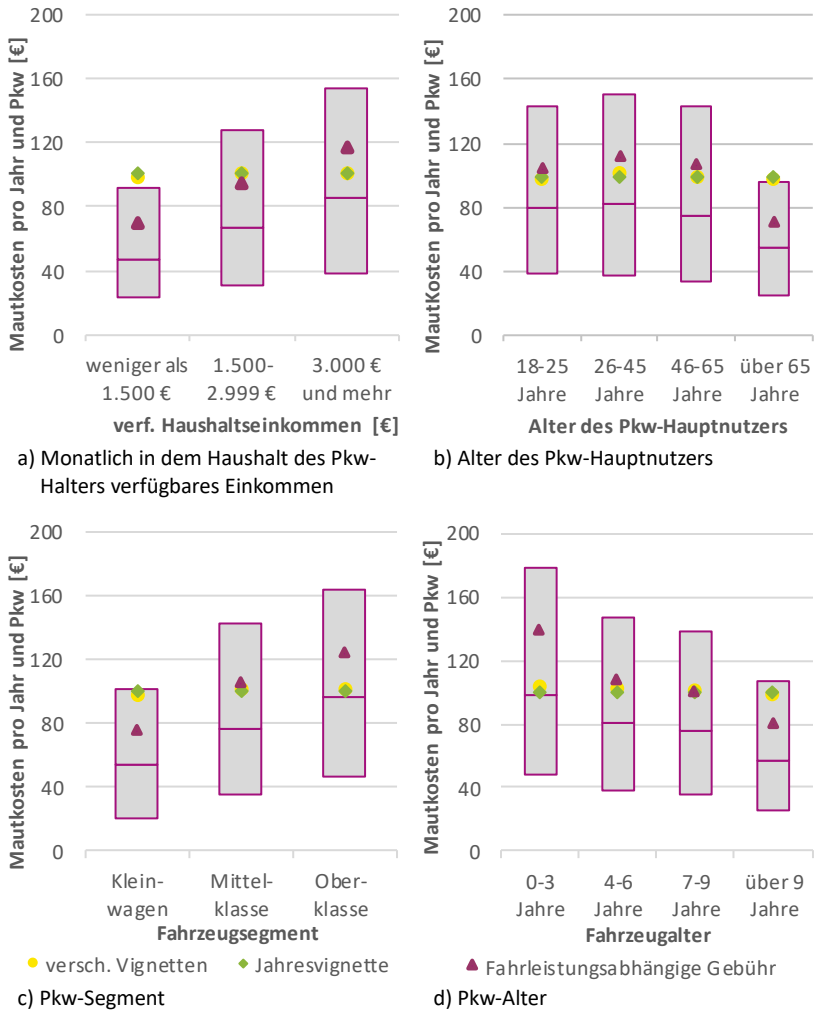 Mautkosten pro Jahr und Pkw [€]
200
160
120
80
40
0
weniger als
1.500 €
1.500-
2.999 €
3.000 €
und mehr
verf. Haushaltseinkommen [€]
a) Monatlich in dem Haushalt des Pkw-
Halters verfügbares Einkommen
MautKosten pro Jahr und Pkw [€]
200
160
120
80
40
0
18-25
Jahre
26-45
Jahre
46-65
Jahre
über 65
Jahre
Alter des Pkw-Hauptnutzers
b) Alter des Pkw-Hauptnutzers
Mautkosten pro Jahr und Pkw [€]
200
160
120
80
40
0
Klein-
wagen
Mittel-
klasse
Ober-
klasse
Fahrzeugsegment
versch. Vignetten
Jahresvignette
c) Pkw-Segment
Mautkosten pro Jahr und Pkw [€]
200
160
120
80
40
0
0-3
Jahre
4-6
Jahre
7-9
Jahre
über 9
Jahre
Fahrzeugalter
Fahrleistungsabhängige Gebühr
d) Pkw-Alter